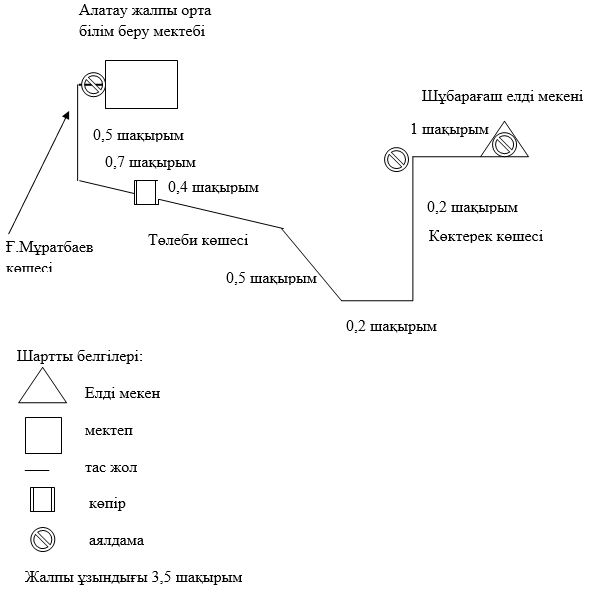 Алатау жалпы орта
білім беру мектебі
Шұбарағаш елді мекені
1 шақырым
0,5 шақырым
0,7 шақырым
0,4 шақырым
0,2 шақырым
Төлеби көшесі
Көктерек көшесі
Ғ.Мұратбаев
көшесі
0,5 шақырым
0,2 шақырым
Шартты белгілері:
Елді мекен
мектеп
тас жол
көпір
аялдама
Жалпы ұзындығы 3,5 шақырым